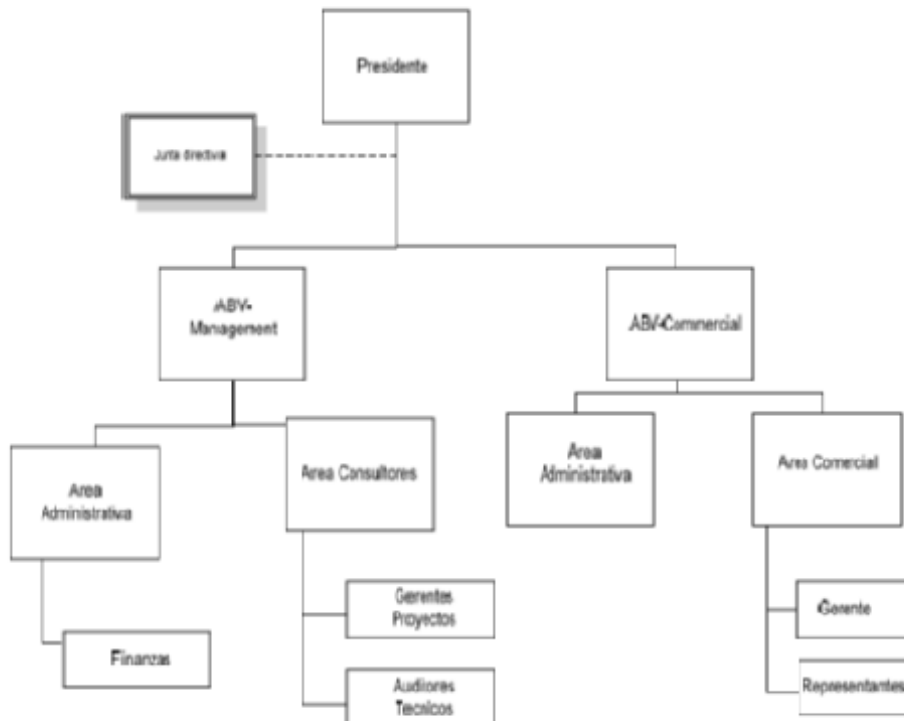 Presidente
Junta directiva
ABV-
Management
ABV-Commercial
Area
Administrativa
Area Consultores
Area
Administrativa
Area Comercial
Finanzas
Gerentes
Proyectos
Auditores
Tecnicos
Gerente
Representantes